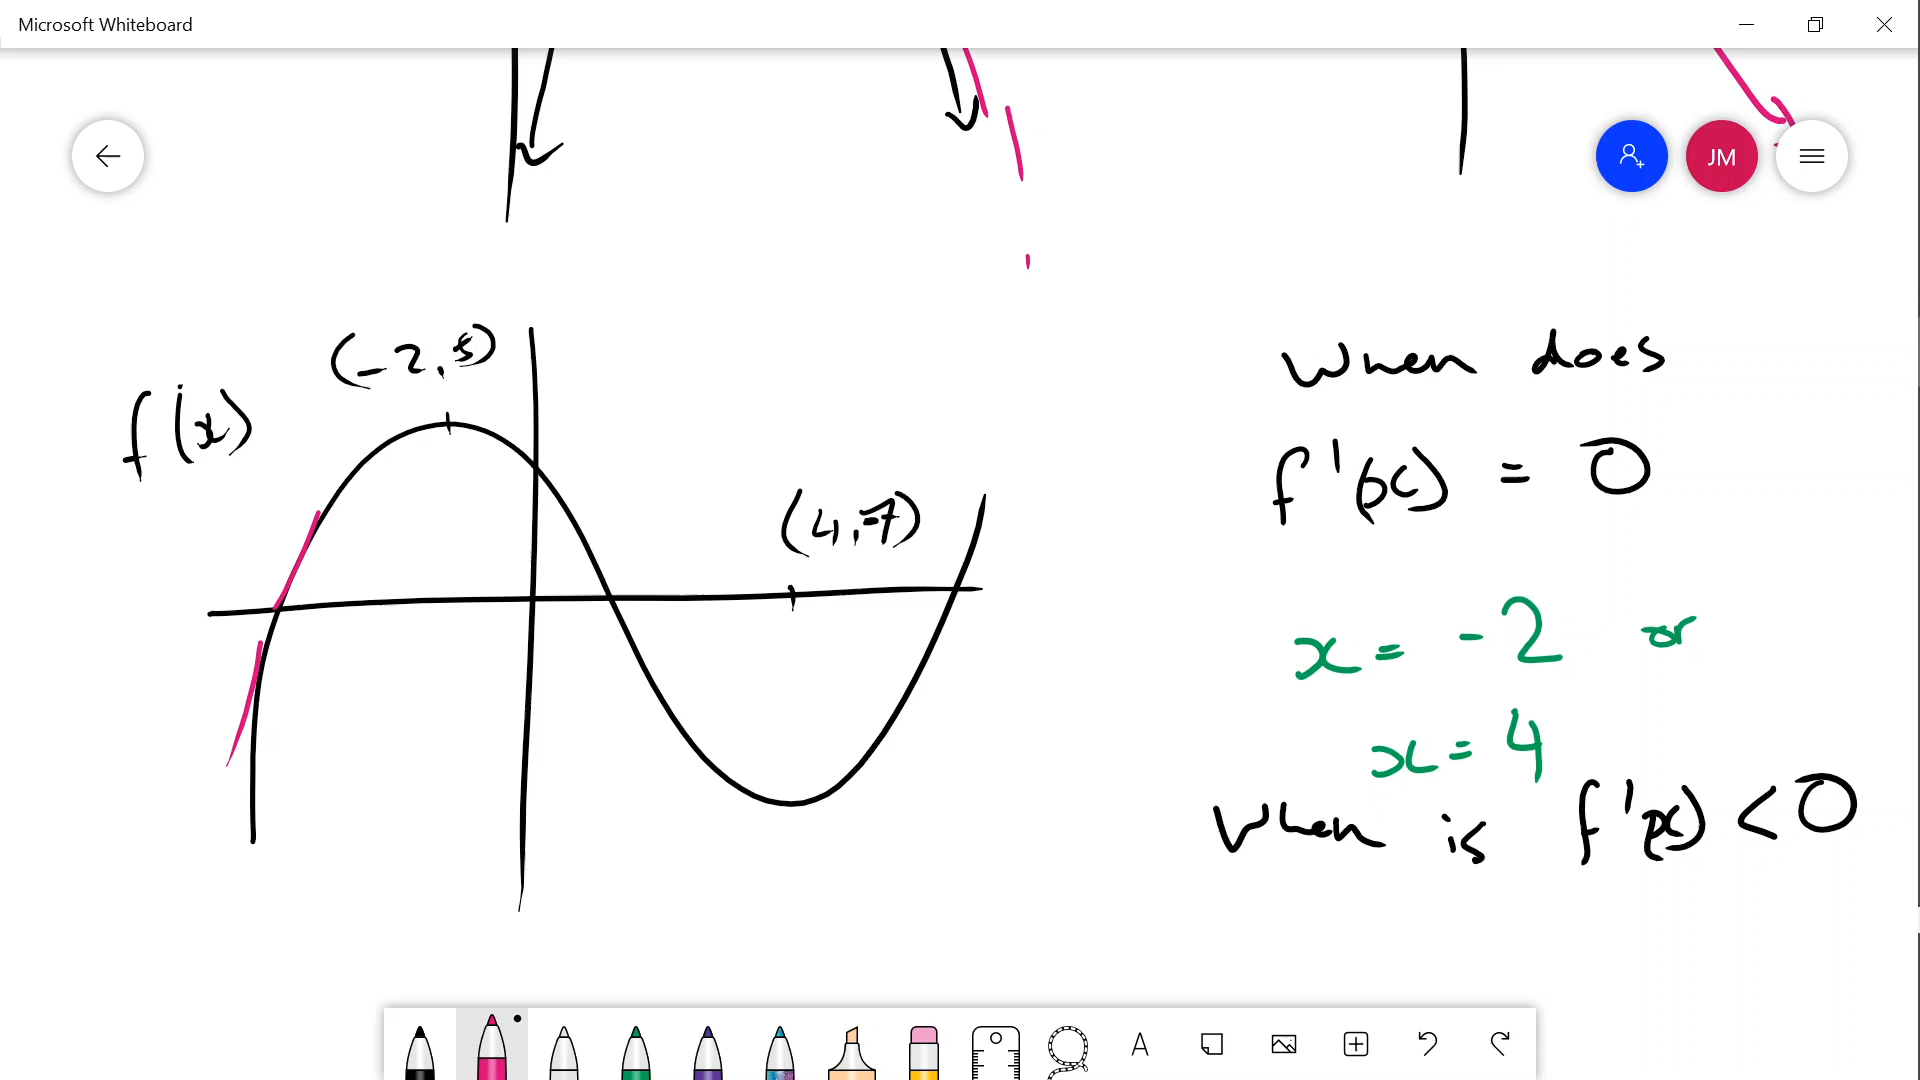 Microsoft Whiteboard
JM
(-2, 5)
f(x)
(4, -7)
When does
f'(x) = 0
x = -2 or
x = 4
When is f'(x) < 0
A